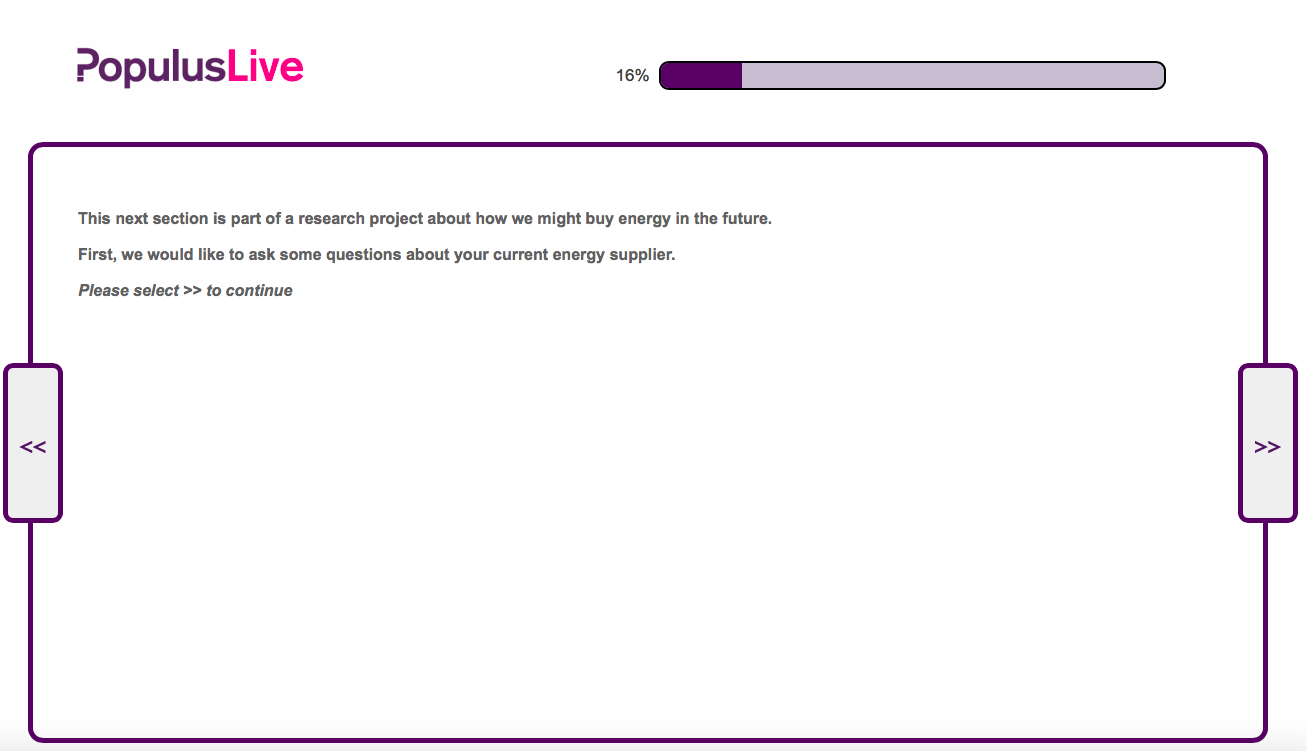 PopulusLive
16%
This next section is part of a research project about how we might buy energy in the future.
First, we would like to ask some questions about your current energy supplier.
Please select >> to continue
<<
>>